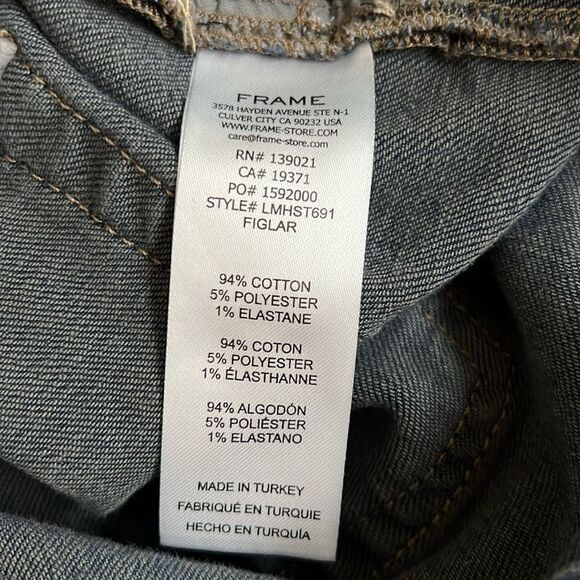 FRAME
3578 HAYDEN AVENUE STE N-1
CULVER CITY CA 90232 USA
WWW.FRAME-STORE.COM
care@frame-store.com
RN# 139021
CA# 19371
PO# 1592000
STYLE# LMHST691
FIGLAR
94% COTTON
5% POLYESTER
1% ELASTANE
94% COTON
5% POLYESTER
1% ÉLASTHANNE
94% ALGODÓN
5% POLIÉSTER
1% ELASTANO
MADE IN TURKEY
FABRIQUÉ EN TURQUIE
HECHO EN TURQUÍA